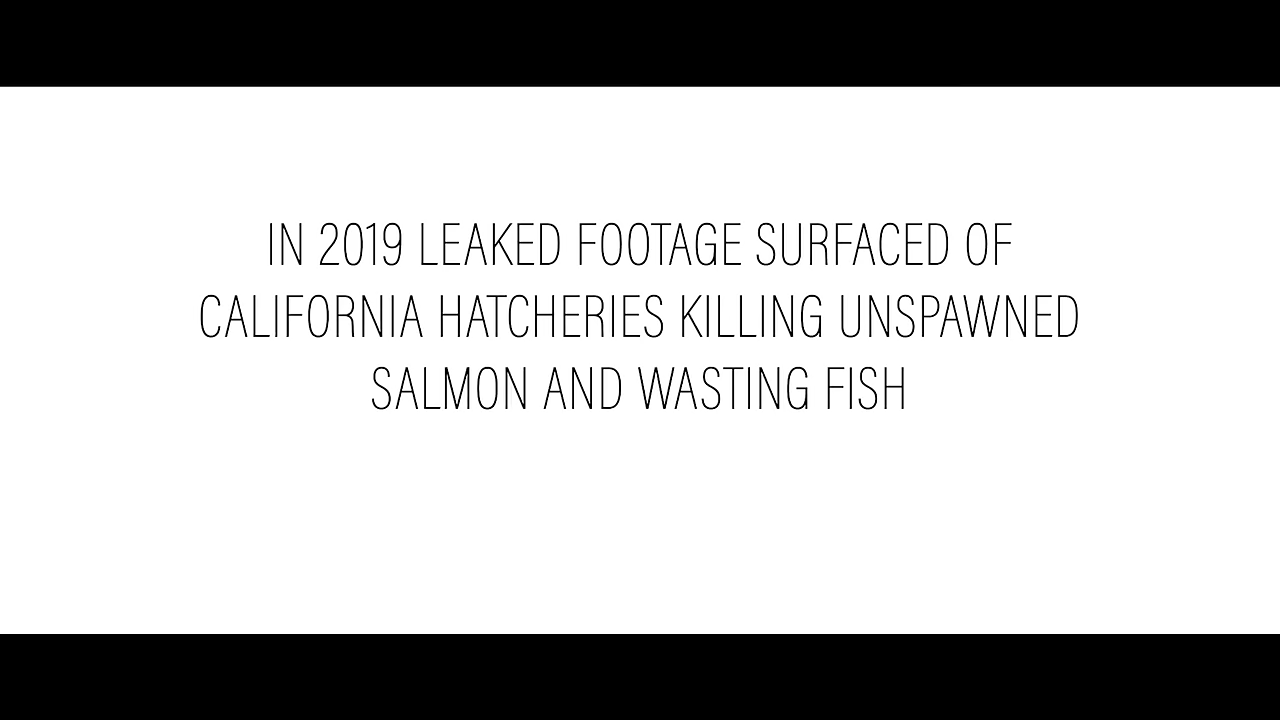 IN 2019 LEAKED FOOTAGE SURFACED OF
CALIFORNIA HATCHERIES KILLING UNSPAWNED
SALMON AND WASTING FISH